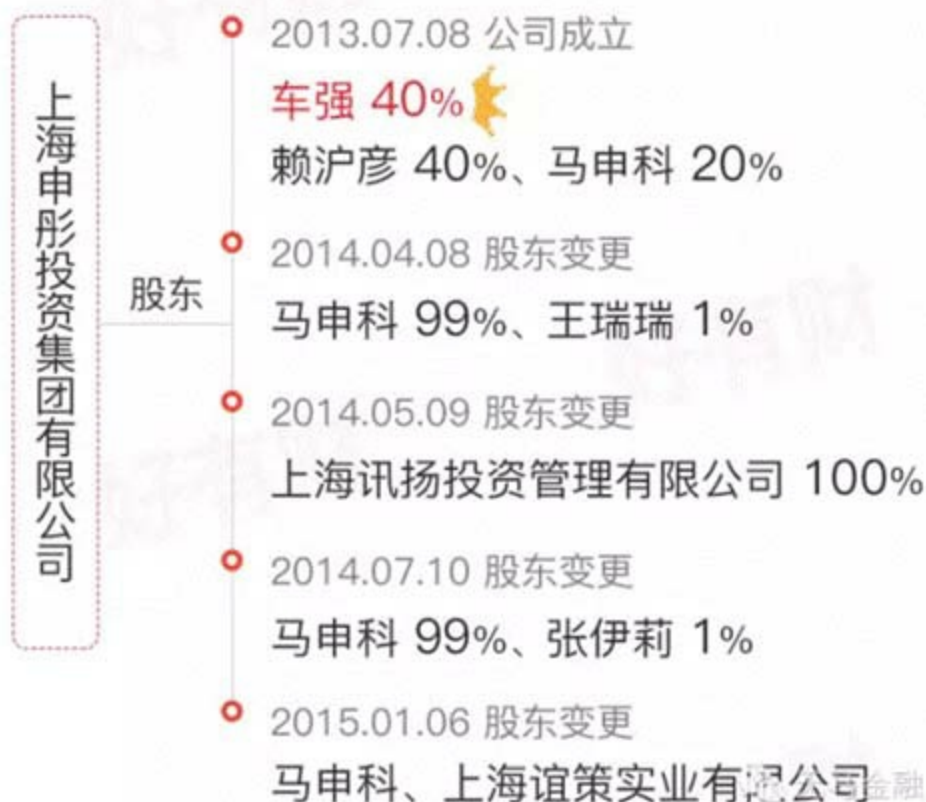 上海申彤投资集团有限公司
股东
2013.07.08 公司成立
车强 40%
赖沪彦 40%、马申科 20%
2014.04.08 股东变更
马申科 99%、王瑞瑞 1%
2014.05.09 股东变更
上海讯扬投资管理有限公司 100%
2014.07.10 股东变更
马申科 99%、张伊莉 1%
2015.01.06 股东变更
马申科、上海谊策实业有限公司
金融